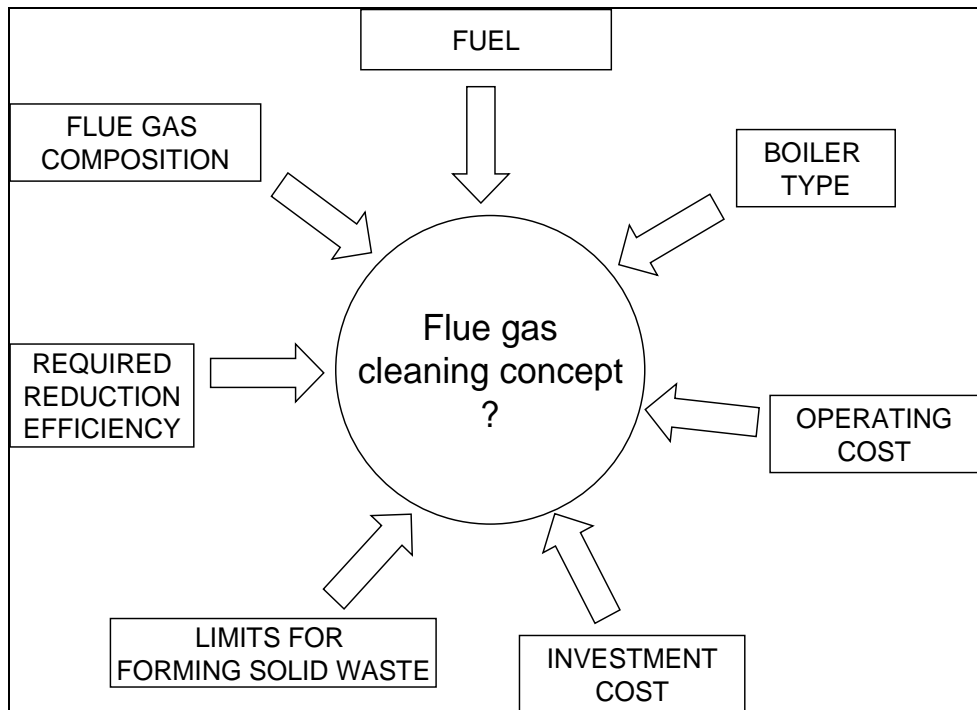 FUEL
FLUE GAS
COMPOSITION
BOILER
TYPE
Flue gas
cleaning concept
?
REQUIRED
REDUCTION
EFFICIENCY
OPERATING
COST
LIMITS FOR
FORMING SOLID WASTE
INVESTMENT
COST